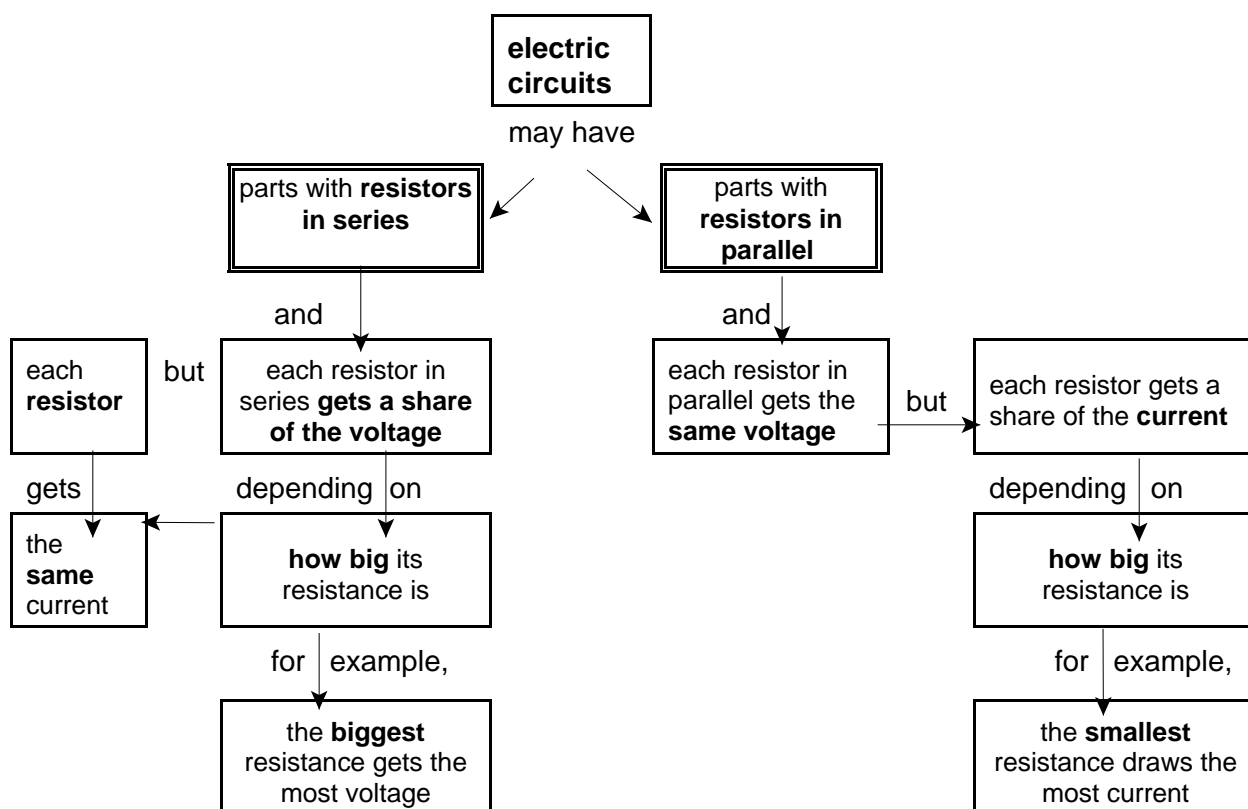 electric
circuits
may have
parts with resistors
in series
parts with
resistors in
parallel
and
and
each
resistor
but
each resistor in
series gets a share
of the voltage
each resistor in
parallel gets the
same voltage
but
each resistor gets a
share of the current
gets
depending on
depending on
the
same
current
how big its
resistance is
how big its
resistance is
for example,
for example,
the biggest
resistance gets the
most voltage
the smallest
resistance draws the
most current